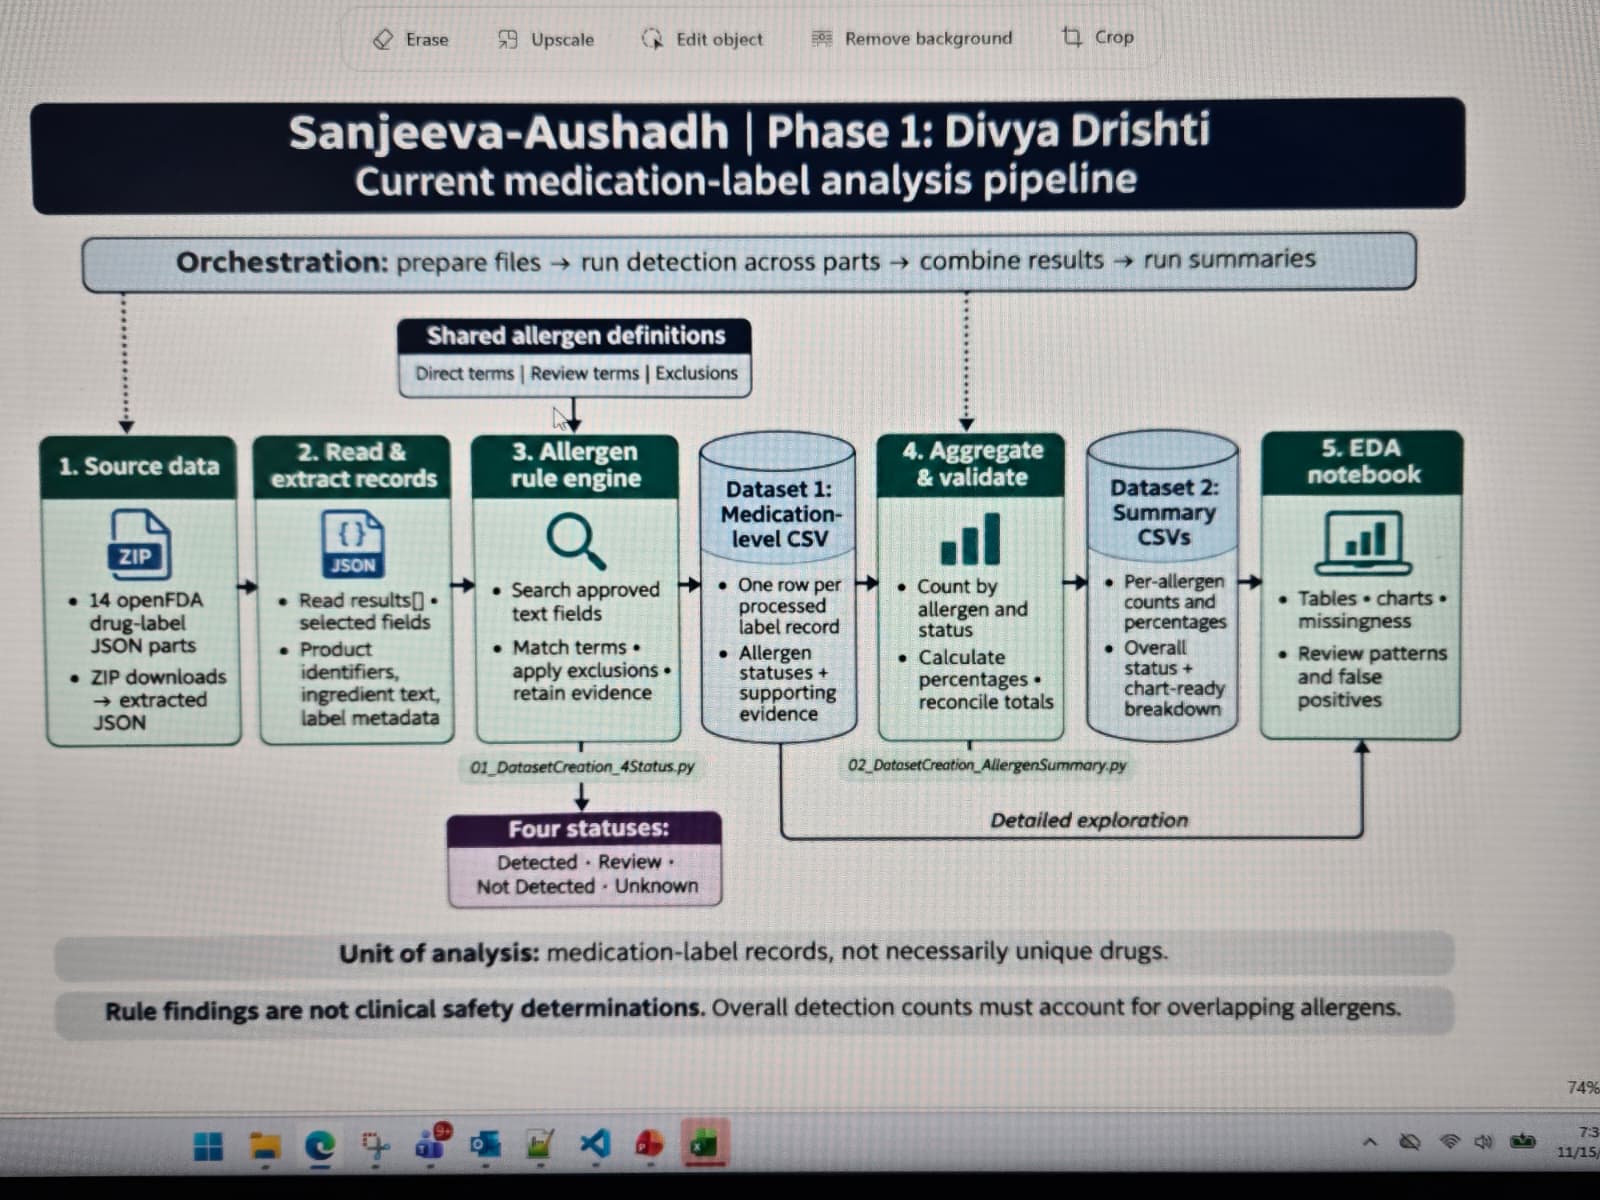 Erase
Upscale
Edit object
Remove background
Crop
Sanjeeva-Aushadh | Phase 1: Divya Drishti
Current medication-label analysis pipeline
Orchestration: prepare files → run detection across parts → combine results → run summaries
Shared allergen definitions
Direct terms | Review terms | Exclusions
1. Source data
ZIP
• 14 openFDA
drug-label
JSON parts
• ZIP downloads
→ extracted
JSON
2. Read &
extract records
{}
JSON
• Read results[] •
selected fields
• Product
identifiers,
ingredient text,
label metadata
3. Allergen
rule engine
• Search approved
text fields
• Match terms •
apply exclusions •
retain evidence
01_DatasetCreation_4Status.py
Four statuses:
Detected · Review ·
Not Detected · Unknown
Dataset 1:
Medication-
level CSV
• One row per
processed
label record
• Allergen
statuses +
supporting
evidence
4. Aggregate
& validate
• Count by
allergen and
status
• Calculate
percentages •
reconcile totals
02_DatasetCreation_AllergenSummary.py
Dataset 2:
Summary
CSVs
• Per-allergen
counts and
percentages
• Overall
status +
chart-ready
breakdown
5. EDA
notebook
• Tables • charts •
missingness
• Review patterns
and false
positives
Detailed exploration
Unit of analysis: medication-label records, not necessarily unique drugs.
Rule findings are not clinical safety determinations. Overall detection counts must account for overlapping allergens.
74%
9+
7:3
11/15/